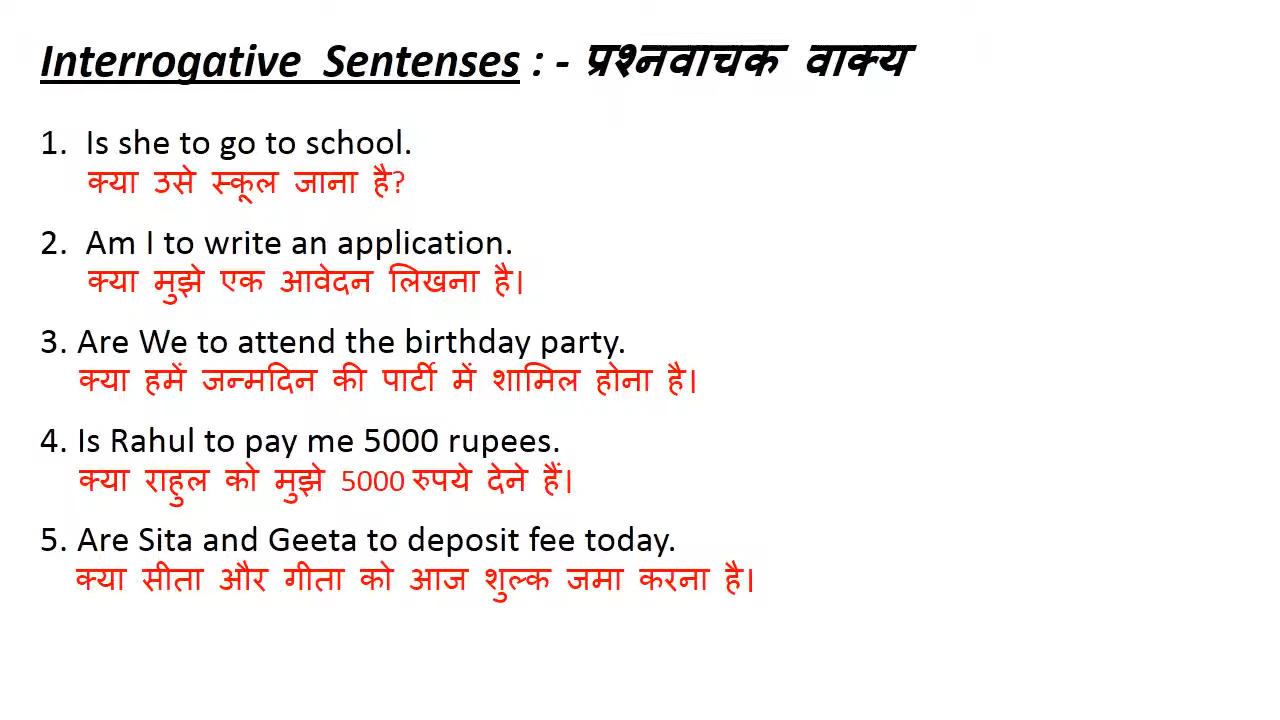 Interrogative Sentenses : - प्रश्नवाचक वाक्य
1. Is she to go to school.
क्या उसे स्कूल जाना है?
2. Am I to write an application.
क्या मुझे एक आवेदन लिखना है।
3. Are We to attend the birthday party.
क्या हमें जन्मदिन की पार्टी में शामिल होना है।
4. Is Rahul to pay me 5000 rupees.
क्या राहुल को मुझे 5000 रुपये देने हैं।
5. Are Sita and Geeta to deposit fee today.
क्या सीता और गीता को आज शुल्क जमा करना है।